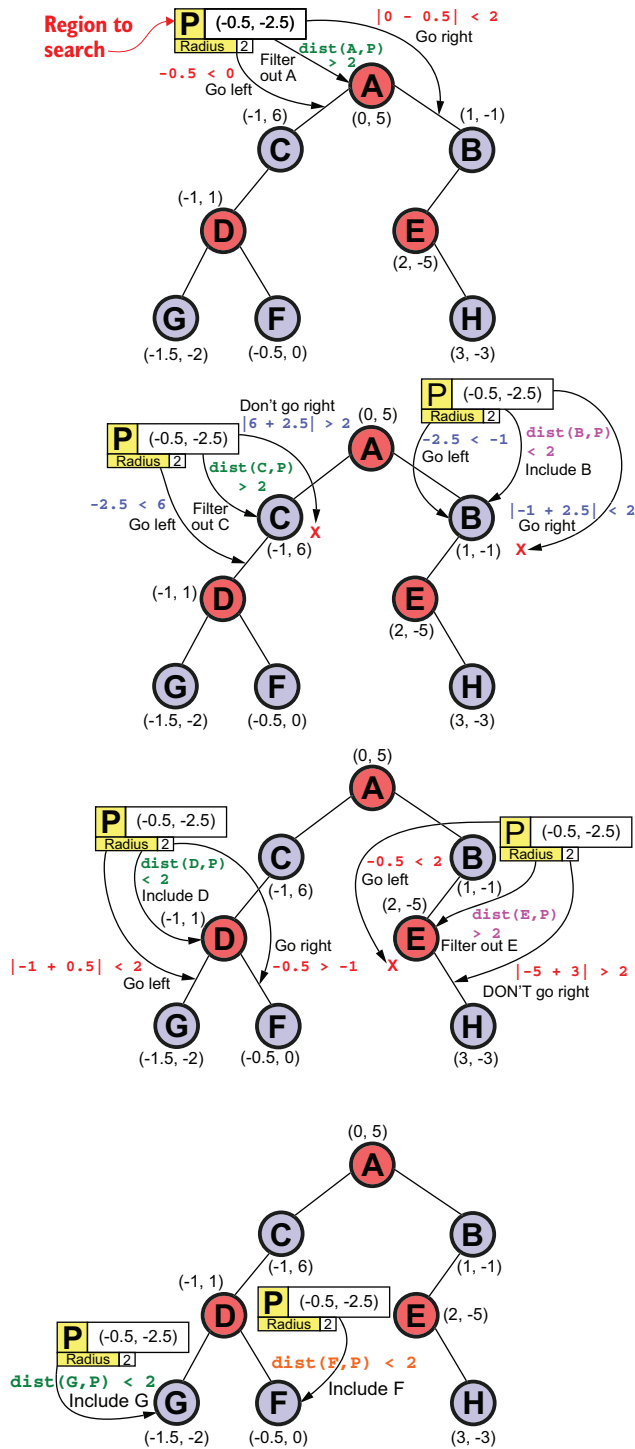 Region to
search
P (-0.5, -2.5)
Radius 2
|0 - 0.5| < 2
Go right
dist(A,P)
> 2
Filter
out A
-0.5 < 0
Go left
A
(0, 5)
(-1, 6)
C
(1, -1)
B
(-1, 1)
D
E
(2, -5)
G
(-1.5, -2)
F
(-0.5, 0)
H
(3, -3)
P (-0.5, -2.5)
Radius 2
Don't go right
|6 + 2.5| > 2
(0, 5)
A
P (-0.5, -2.5)
Radius 2
-2.5 < -1
Go left
dist(B,P)
< 2
Include B
dist(C,P)
> 2
-2.5 < 6
Go left
Filter
out C
C
(-1, 6)
X
B
(1, -1)
|-1 + 2.5| < 2
Go right
X
(-1, 1)
D
E
(2, -5)
G
(-1.5, -2)
F
(-0.5, 0)
H
(3, -3)
(0, 5)
A
P (-0.5, -2.5)
Radius 2
P (-0.5, -2.5)
Radius 2
dist(D,P)
< 2
Include D
C
(-1, 6)
-0.5 < 2
Go left
B
(1, -1)
(-1, 1)
D
(2, -5)
E
dist(E,P)
> 2
Filter out E
|-1 + 0.5| < 2
Go left
Go right
-0.5 > -1
X
|-5 + 3| > 2
DON'T go right
G
(-1.5, -2)
F
(-0.5, 0)
H
(3, -3)
(0, 5)
A
C
(-1, 6)
B
(1, -1)
(-1, 1)
D
P (-0.5, -2.5)
Radius 2
E
(2, -5)
P (-0.5, -2.5)
Radius 2
dist(G,P) < 2
Include G
dist(F,P) < 2
Include F
G
(-1.5, -2)
F
(-0.5, 0)
H
(3, -3)